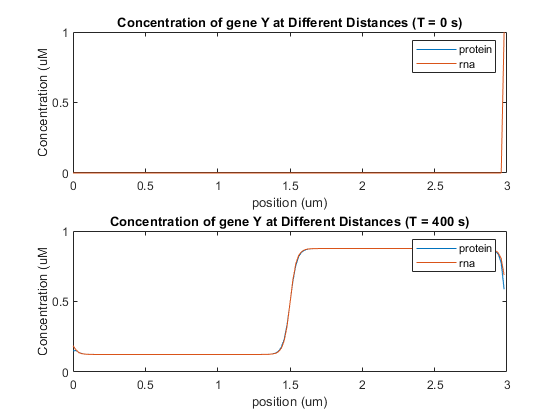 Concentration of gene Y at Different Distances (T = 0 s)
1
0.5
0
Concentration (uM
protein
rna
0 0.5 1 1.5 2 2.5 3
position (um)
Concentration of gene Y at Different Distances (T = 400 s)
1
0.5
0
Concentration (uM
protein
rna
0 0.5 1 1.5 2 2.5 3
position (um)